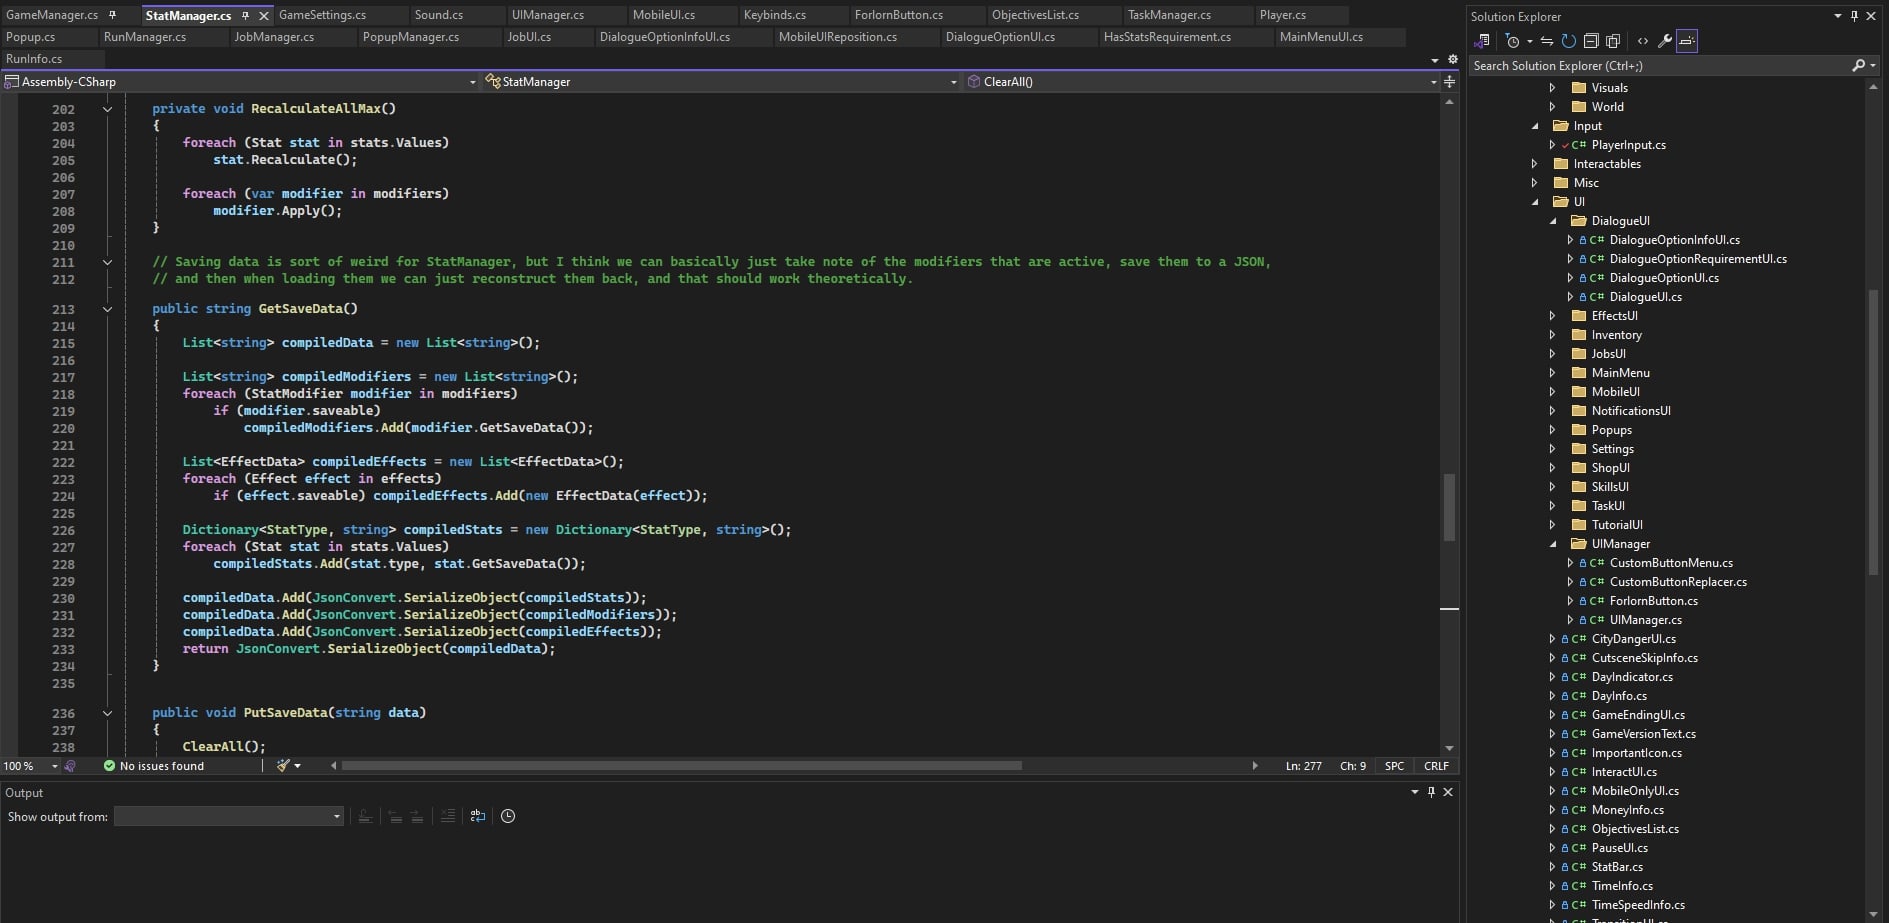 GameManager.cs
StatManager.cs
GameSettings.cs
Sound.cs
UIManager.cs
MobileUI.cs
Keybinds.cs
ForlornButton.cs
ObjectivesList.cs
TaskManager.cs
Player.cs
Popup.cs
RunManager.cs
JobManager.cs
PopupManager.cs
JobUI.cs
DialogueOptionInfoUI.cs
MobileUIReposition.cs
DialogueOptionUI.cs
HasStatsRequirement.cs
MainMenuUI.cs
RunInfo.cs
Assembly-CSharp
StatManager
ClearAll()
202 private void RecalculateAllMax()
203 {
204 foreach (Stat stat in stats.Values)
205 stat.Recalculate();
206
207 foreach (var modifier in modifiers)
208 modifier.Apply();
209 }
210
211 // Saving data is sort of weird for StatManager, but I think we can basically just take note of the modifiers that are active, save them to a JSON,
212 // and then when loading them we can just reconstruct them back, and that should work theoretically.
213 public string GetSaveData()
214 {
215 List<string> compiledData = new List<string>();
216
217 List<string> compiledModifiers = new List<string>();
218 foreach (StatModifier modifier in modifiers)
219 if (modifier.saveable)
220 compiledModifiers.Add(modifier.GetSaveData());
221
222 List<EffectData> compiledEffects = new List<EffectData>();
223 foreach (Effect effect in effects)
224 if (effect.saveable) compiledEffects.Add(new EffectData(effect));
225
226 Dictionary<StatType, string> compiledStats = new Dictionary<StatType, string>();
227 foreach (Stat stat in stats.Values)
228 compiledStats.Add(stat.type, stat.GetSaveData());
229
230 compiledData.Add(JsonConvert.SerializeObject(compiledStats));
231 compiledData.Add(JsonConvert.SerializeObject(compiledModifiers));
232 compiledData.Add(JsonConvert.SerializeObject(compiledEffects));
233 return JsonConvert.SerializeObject(compiledData);
234 }
235
236 public void PutSaveData(string data)
237 {
238 ClearAll();
100 %
No issues found
Ln: 277 Ch: 9 SPC CRLF
Output
Show output from:
Solution Explorer
Search Solution Explorer (Ctrl+;)
Visuals
World
Input
C# PlayerInput.cs
Interactables
Misc
UI
DialogueUI
C# DialogueOptionInfoUI.cs
C# DialogueOptionRequirementUI.cs
C# DialogueOptionUI.cs
C# DialogueUI.cs
EffectsUI
Inventory
JobsUI
MainMenu
MobileUI
NotificationsUI
Popups
Settings
ShopUI
SkillsUI
TaskUI
TutorialUI
UIManager
C# CustomButtonMenu.cs
C# CustomButtonReplacer.cs
C# ForlornButton.cs
C# UIManager.cs
C# CityDangerUI.cs
C# CutsceneSkipInfo.cs
C# DayIndicator.cs
C# DayInfo.cs
C# GameEndingUI.cs
C# GameVersionText.cs
C# ImportantIcon.cs
C# InteractUI.cs
C# MobileOnlyUI.cs
C# MoneyInfo.cs
C# ObjectivesList.cs
C# PauseUI.cs
C# StatBar.cs
C# TimeInfo.cs
C# TimeSpeedInfo.cs